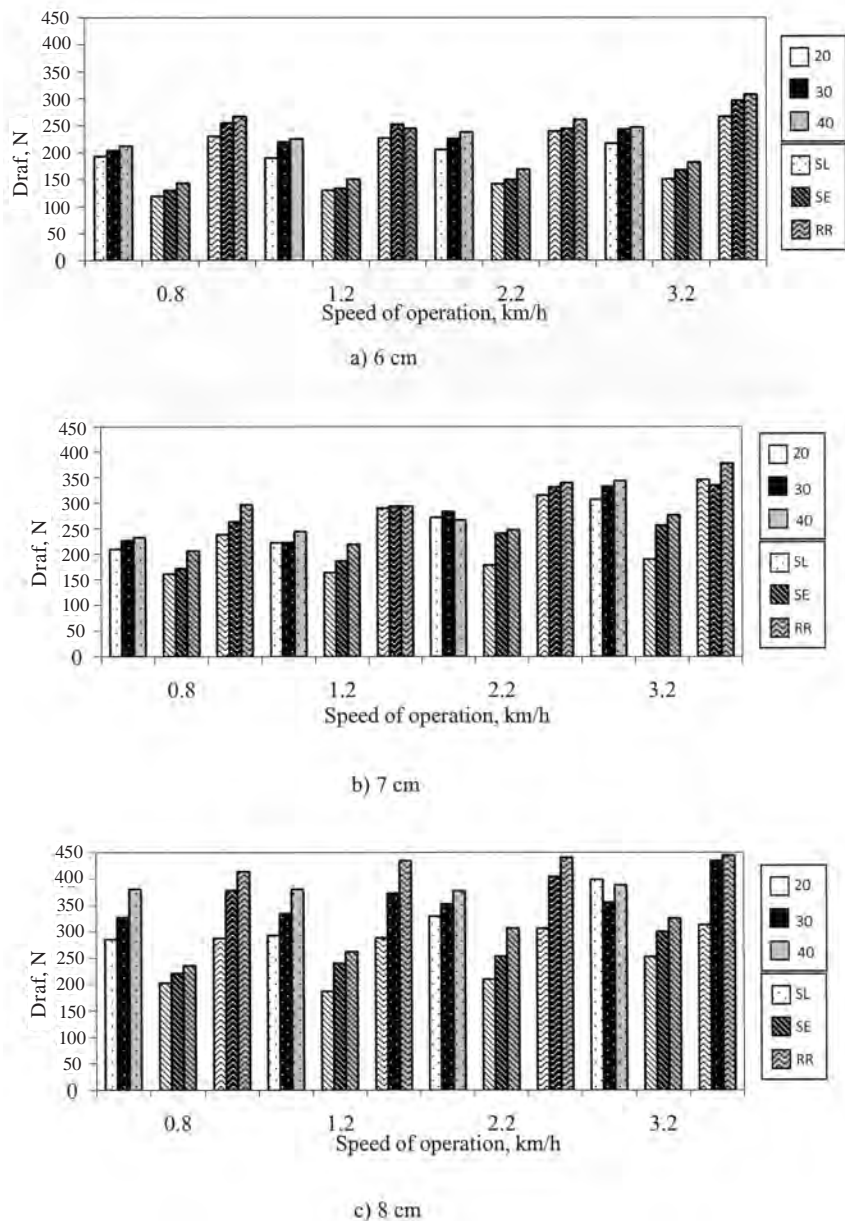 450
400
350
300
250
200
150
100
50
0
Draf, N
0.8 1.2 2.2 3.2
Speed of operation, km/h
20
30
40
SL
SE
RR
a) 6 cm
450
400
350
300
250
200
150
100
50
0
Draf, N
0.8 1.2 2.2 3.2
Speed of operation, km/h
20
30
40
SL
SE
RR
b) 7 cm
450
400
350
300
250
200
150
100
50
0
Draf, N
0.8 1.2 2.2 3.2
Speed of operation, km/h
20
30
40
SL
SE
RR
c) 8 cm